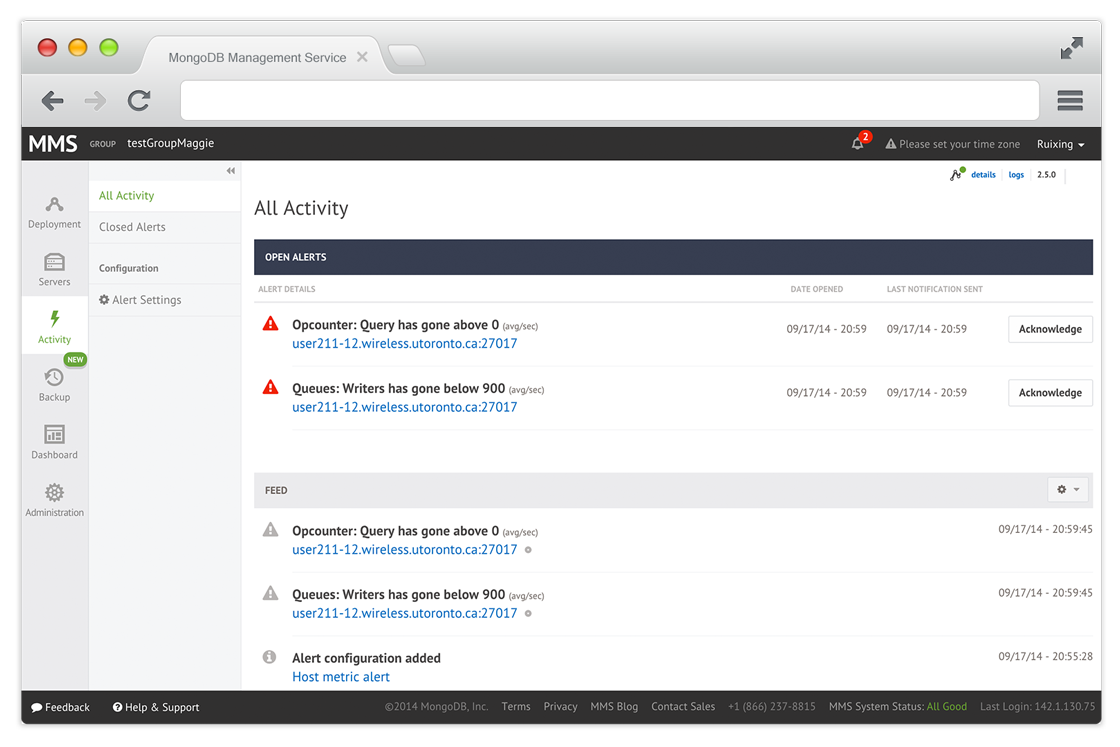 MongoDB Management Service
MMS GROUP testGroupMaggie 2 Please set your time zone Ruixing
details logs 2.5.0
Deployment
Servers
Activity
NEW
Backup
Dashboard
Administration
All Activity
Closed Alerts
Configuration
Alert Settings
All Activity
OPEN ALERTS
ALERT DETAILS DATE OPENED LAST NOTIFICATION SENT
Opcounter: Query has gone above 0 (avg/sec) 09/17/14 - 20:59 09/17/14 - 20:59 Acknowledge
user211-12.wireless.utoronto.ca:27017
Queues: Writers has gone below 900 (avg/sec) 09/17/14 - 20:59 09/17/14 - 20:59 Acknowledge
user211-12.wireless.utoronto.ca:27017
FEED
Opcounter: Query has gone above 0 (avg/sec) 09/17/14 - 20:59:45
user211-12.wireless.utoronto.ca:27017
Queues: Writers has gone below 900 (avg/sec) 09/17/14 - 20:59:45
user211-12.wireless.utoronto.ca:27017
Alert configuration added 09/17/14 - 20:55:28
Host metric alert
Feedback Help & Support ©2014 MongoDB, Inc. Terms Privacy MMS Blog Contact Sales +1 (866) 237-8815 MMS System Status: All Good Last Login: 142.1.130.75